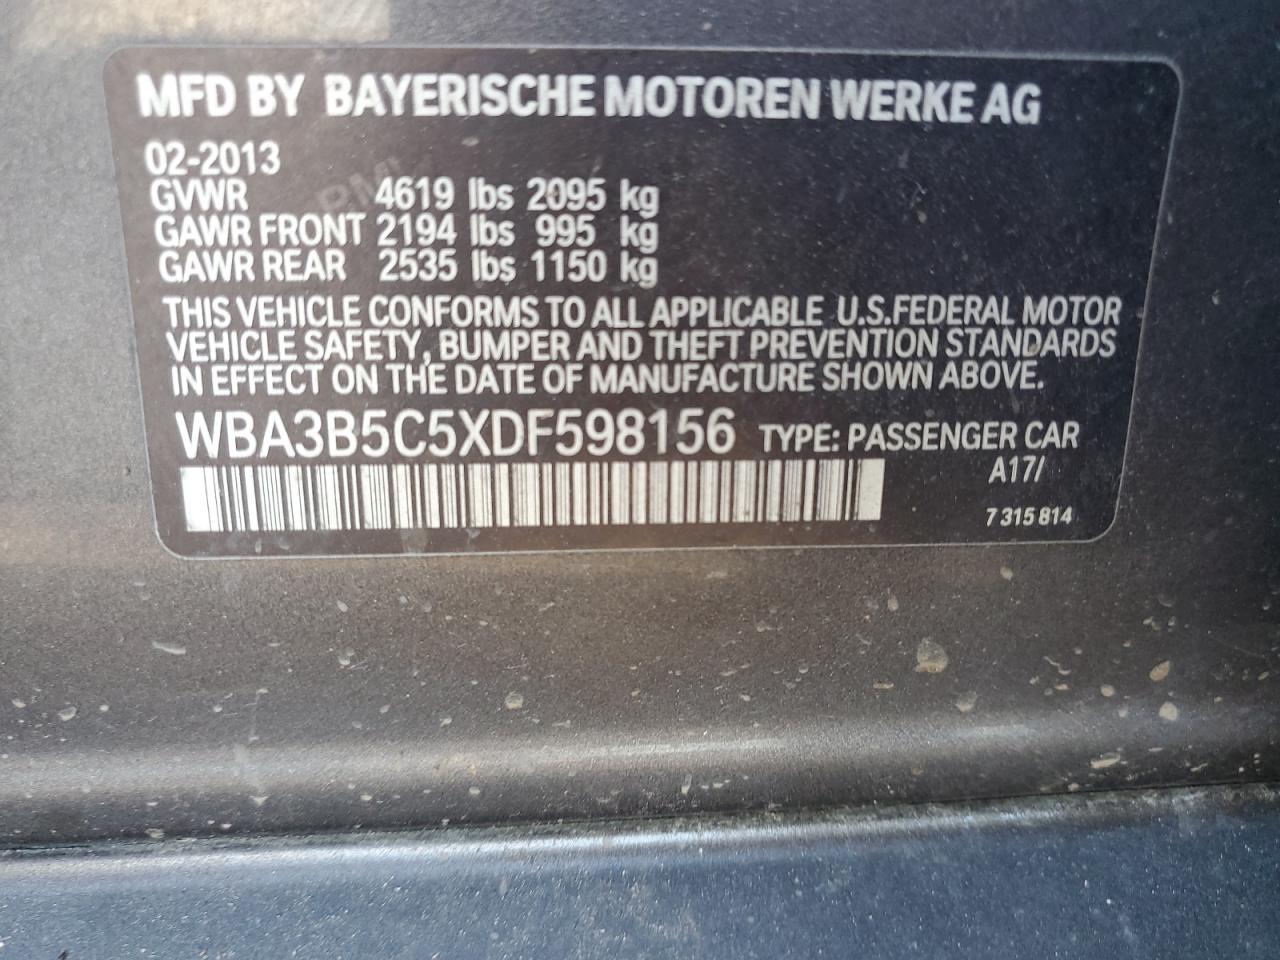 MFD BY BAYERISCHE MOTOREN WERKE AG
02-2013
GVWR 4619 lbs 2095 kg
GAWR FRONT 2194 lbs 995 kg
GAWR REAR 2535 lbs 1150 kg
THIS VEHICLE CONFORMS TO ALL APPLICABLE U.S.FEDERAL MOTOR
VEHICLE SAFETY, BUMPER AND THEFT PREVENTION STANDARDS
IN EFFECT ON THE DATE OF MANUFACTURE SHOWN ABOVE.
WBA3B5C5XDF598156 TYPE: PASSENGER CAR
A17/
7 315 814